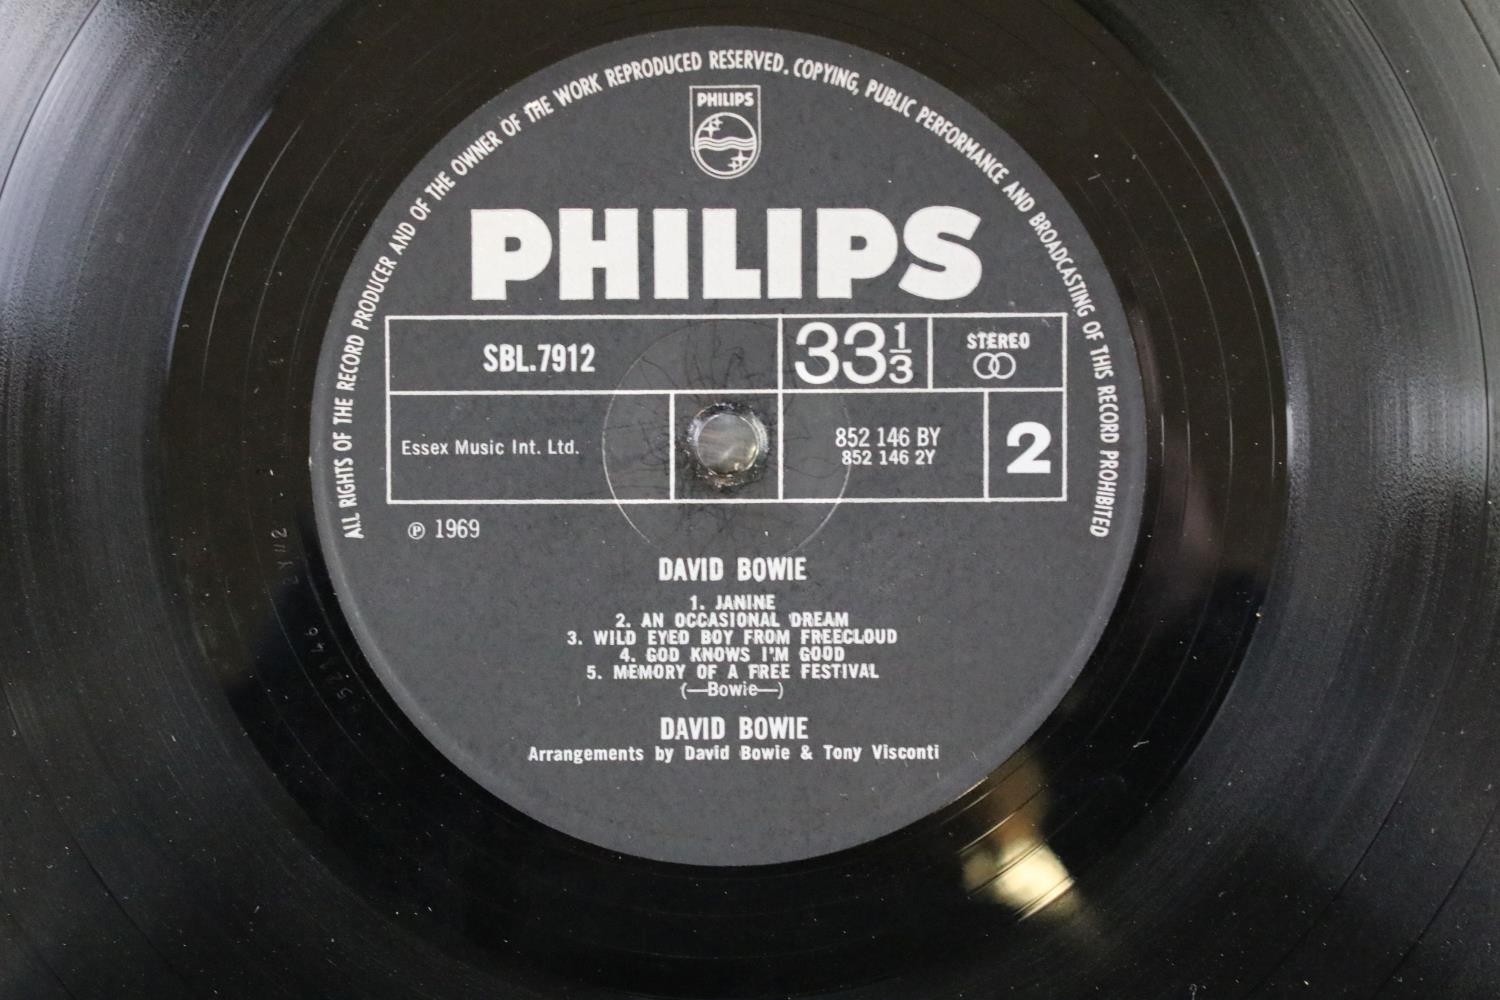 ALL RIGHTS OF THE RECORD PRODUCER AND OF THE OWNER OF THE WORK REPRODUCED RESERVED. COPYING, PUBLIC PERFORMANCE AND BROADCASTING OF THIS RECORD PROHIBITED
PHILIPS
PHILIPS
SBL.7912
33 1/3
STEREO
Essex Music Int. Ltd.
852 146 BY
852 146 2Y
2
℗ 1969
DAVID BOWIE
1. JANINE
2. AN OCCASIONAL DREAM
3. WILD EYED BOY FROM FREECLOUD
4. GOD KNOWS I'M GOOD
5. MEMORY OF A FREE FESTIVAL
(—Bowie—)
DAVID BOWIE
Arrangements by David Bowie & Tony Visconti